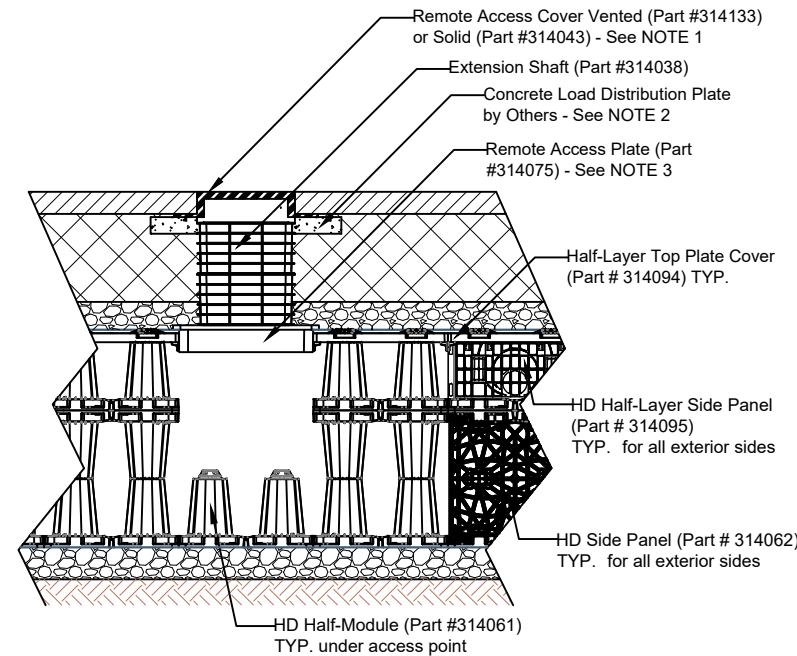 Remote Access Cover Vented (Part #314133)
or Solid (Part #314043) - See NOTE 1
Extension Shaft (Part #314038)
Concrete Load Distribution Plate
by Others - See NOTE 2
Remote Access Plate (Part
#314075) - See NOTE 3
Half-Layer Top Plate Cover
(Part # 314094) TYP.
HD Half-Layer Side Panel
(Part # 314095)
TYP. for all exterior sides
HD Side Panel (Part # 314062)
TYP. for all exterior sides
HD Half-Module (Part #314061)
TYP. under access point